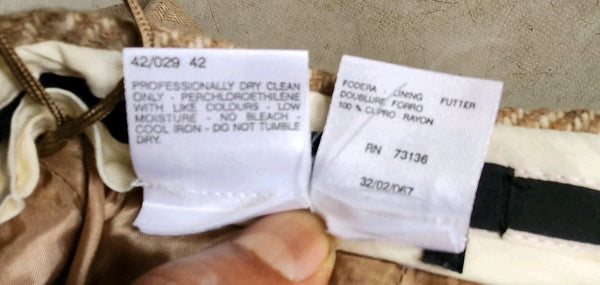 42/029 42
PROFESSIONALLY DRY CLEAN
ONLY - PERCHLOROETHILENE
WITH LIKE COLOURS - LOW
MOISTURE - NO BLEACH -
COOL IRON - DO NOT TUMBLE
DRY.
FODERA - LINING FUTTER
DOUBLURE FORRO
100 % CUPRO RAYON
RN 73136
32/02/067